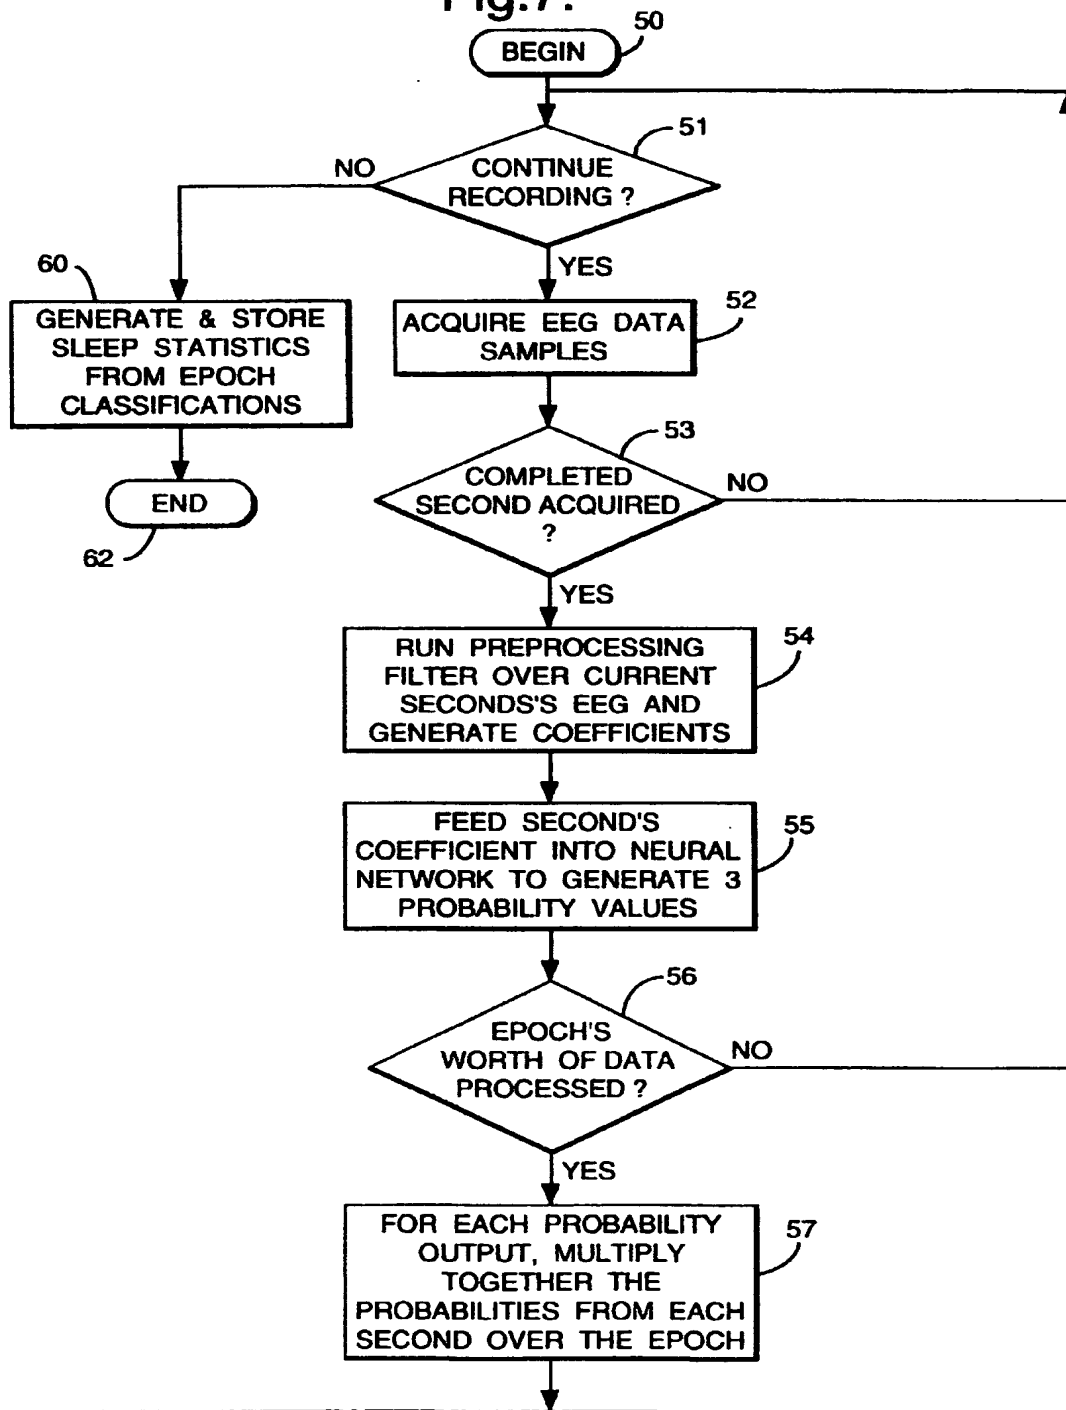 Fig.7.
BEGIN
50
51
CONTINUE
RECORDING ?
NO
YES
60
GENERATE & STORE
SLEEP STATISTICS
FROM EPOCH
CLASSIFICATIONS
END
62
52
ACQUIRE EEG DATA
SAMPLES
53
COMPLETED
SECOND ACQUIRED
?
NO
YES
54
RUN PREPROCESSING
FILTER OVER CURRENT
SECONDS'S EEG AND
GENERATE COEFFICIENTS
55
FEED SECOND'S
COEFFICIENT INTO NEURAL
NETWORK TO GENERATE 3
PROBABILITY VALUES
56
EPOCH'S
WORTH OF DATA
PROCESSED ?
NO
YES
57
FOR EACH PROBABILITY
OUTPUT, MULTIPLY
TOGETHER THE
PROBABILITIES FROM EACH
SECOND OVER THE EPOCH